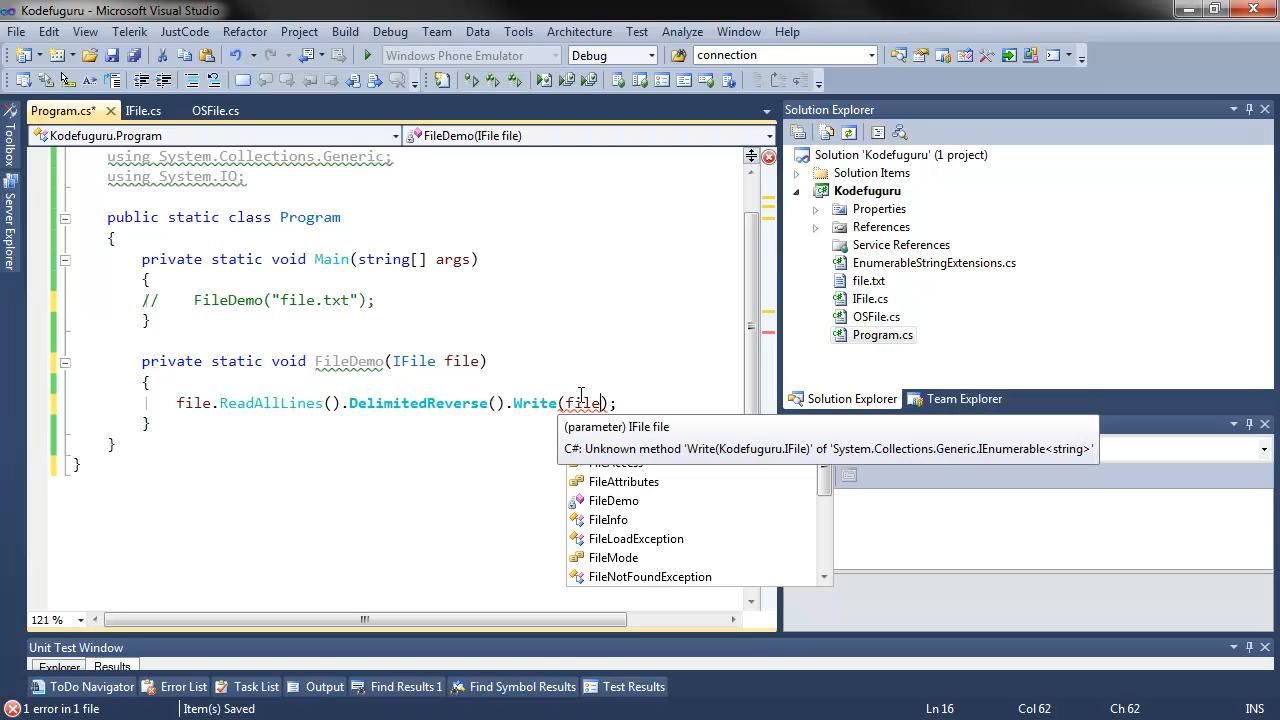 Kodefuguru - Microsoft Visual Studio
File Edit View Telerik JustCode Refactor Project Build Debug Team Data Tools Architecture Test Analyze Window Help
Windows Phone Emulator Debug connection
Program.cs* IFile.cs OSFile.cs
Kodefuguru.Program FileDemo(IFile file)
using System.Collections.Generic;
using System.IO;
public static class Program
{
private static void Main(string[] args)
{
// FileDemo("file.txt");
}
private static void FileDemo(IFile file)
{
file.ReadAllLines().DelimitedReverse().Write(file);
}
}
}
(parameter) IFile file
C#: Unknown method 'Write(Kodefuguru.IFile)' of 'System.Collections.Generic.IEnumerable<string>'
FileAccess
FileAttributes
FileDemo
FileInfo
FileLoadException
FileMode
FileNotFoundException
121 %
Toolbox
Server Explorer
Solution Explorer
Solution 'Kodefuguru' (1 project)
Solution Items
Kodefuguru
Properties
References
Service References
EnumerableStringExtensions.cs
file.txt
IFile.cs
OSFile.cs
Program.cs
Solution Explorer Team Explorer
Unit Test Window
Explorer Results
ToDo Navigator Error List Task List Output Find Results 1 Find Symbol Results Test Results
1 error in 1 file Item(s) Saved Ln 16 Col 62 Ch 62 INS